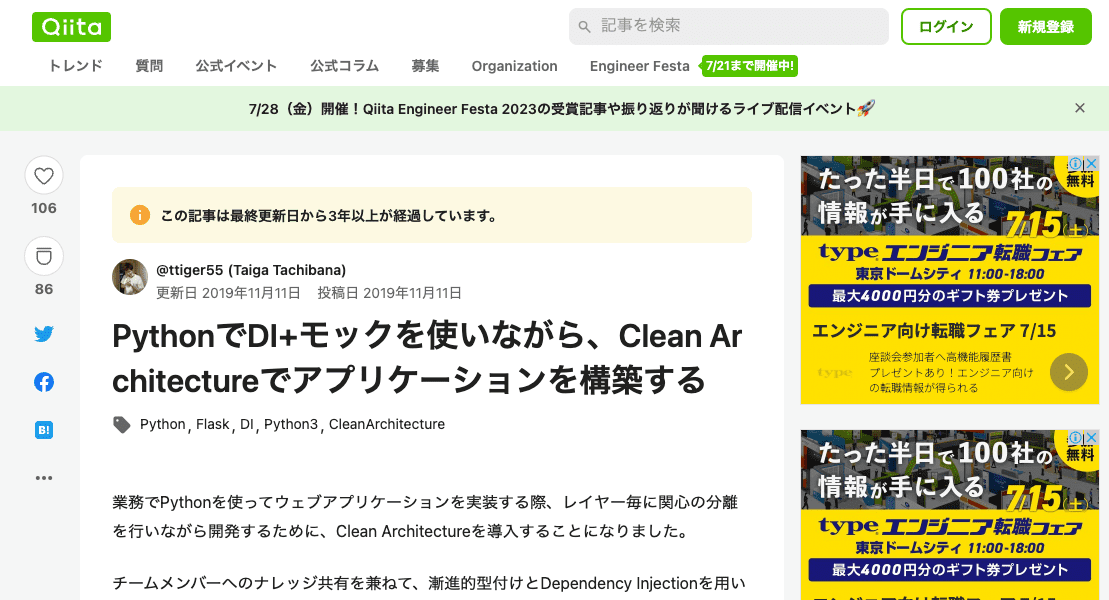 Qiita
記事を検索
ログイン
新規登録
トレンド 質問 公式イベント 公式コラム 募集 Organization Engineer Festa 7/21まで開催中!
7/28（金）開催！Qiita Engineer Festa 2023の受賞記事や振り返りが聞けるライブ配信イベント🚀
106
86
B!
この記事は最終更新日から3年以上が経過しています。
@ttiger55 (Taiga Tachibana)
更新日 2019年11月11日 投稿日 2019年11月11日
PythonでDI+モックを使いながら、Clean Ar
chitectureでアプリケーションを構築する
Python, Flask, DI, Python3, CleanArchitecture
業務でPythonを使ってウェブアプリケーションを実装する際、レイヤー毎に関心の分離
を行いながら開発するために、Clean Architectureを導入することになりました。
チームメンバーへのナレッジ共有を兼ねて、漸進的型付けとDependency Injectionを用い
たった半日で100社の
情報が手に入る
無料
7/15(土)
type エンジニア転職フェア
東京ドームシティ 11:00-18:00
最大4000円分のギフト券プレゼント
エンジニア向け転職フェア 7/15
type
座談会参加者へ高機能履歴書
プレゼントあり！エンジニア向け
の転職情報が得られる
たった半日で100社の
情報が手に入る
無料
7/15(土)
type エンジニア転職フェア
東京ドームシティ 11:00-18:00
最大4000円分のギフト券プレゼント